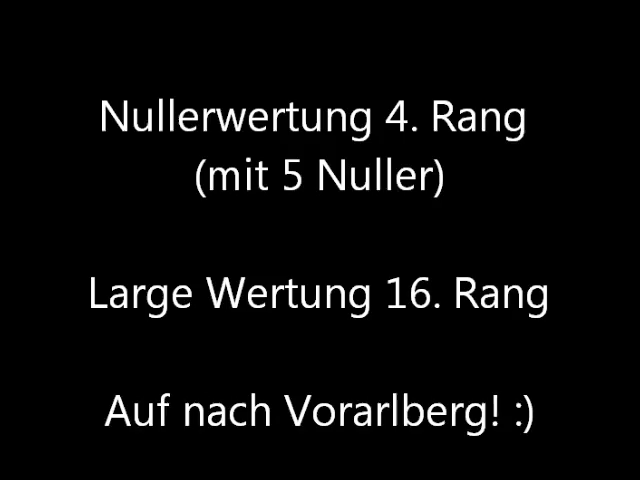 Nullerwertung 4. Rang
(mit 5 Nuller)
Large Wertung 16. Rang
Auf nach Vorarlberg! :)